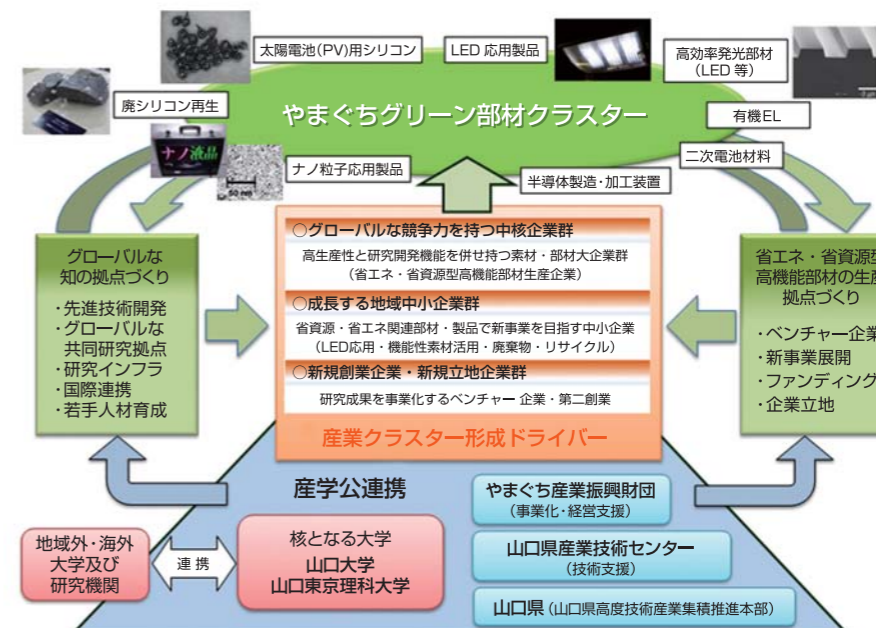 太陽電池(PV)用シリコン
LED 応用製品
高効率発光部材
(LED 等)
廃シリコン再生
やまぐちグリーン部材クラスター
有機EL
ナノ液晶
二次電池材料
ナノ粒子応用製品
50 nm
半導体製造・加工装置
グローバルな
知の拠点づくり
・先進技術開発
・グローバルな
共同研究拠点
・研究インフラ
・国際連携
・若手人材育成
○グローバルな競争力を持つ中核企業群
高生産性と研究開発機能を併せ持つ素材・部材大企業群
(省エネ・省資源型高機能部材生産企業)
○成長する地域中小企業群
省資源・省エネ関連部材・製品で新事業を目指す中小企業
(LED応用・機能性素材活用・廃棄物・リサイクル)
○新規創業企業・新規立地企業群
研究成果を事業化するベンチャー 企業・第二創業
産業クラスター形成ドライバー
省エネ・省資源型
高機能部材の生産
拠点づくり
・ベンチャー企業
・新事業展開
・ファンディング
・企業立地
産学公連携
やまぐち産業振興財団
(事業化・経営支援)
地域外・海外
大学及び
研究機関
連 携
核となる大学
山口大学
山口東京理科大学
山口県産業技術センター
(技術支援)
山口県 (山口県高度技術産業集積推進本部)